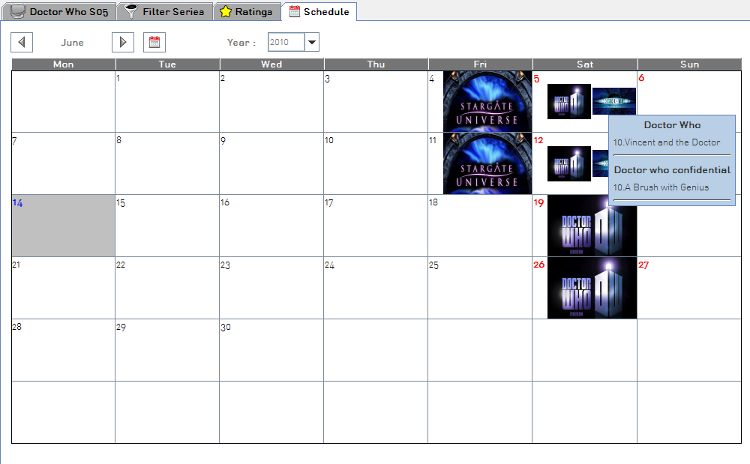 Doctor Who S05 Filter Series Ratings Schedule
June Year : 2010
Mon Tue Wed Thu Fri Sat Sun
1 2 3 4 5 6
STARGATE
UNIVERSE
DOCTOR
WHO
Doctor Who
10.Vincent and the Doctor
Doctor who confidential
10.A Brush with Genius
7 8 9 10 11 12
STARGATE
UNIVERSE
DOCTOR
WHO
14 15 16 17 18 19
DOCTOR
WHO
21 22 23 24 25 26 27
DOCTOR
WHO
28 29 30